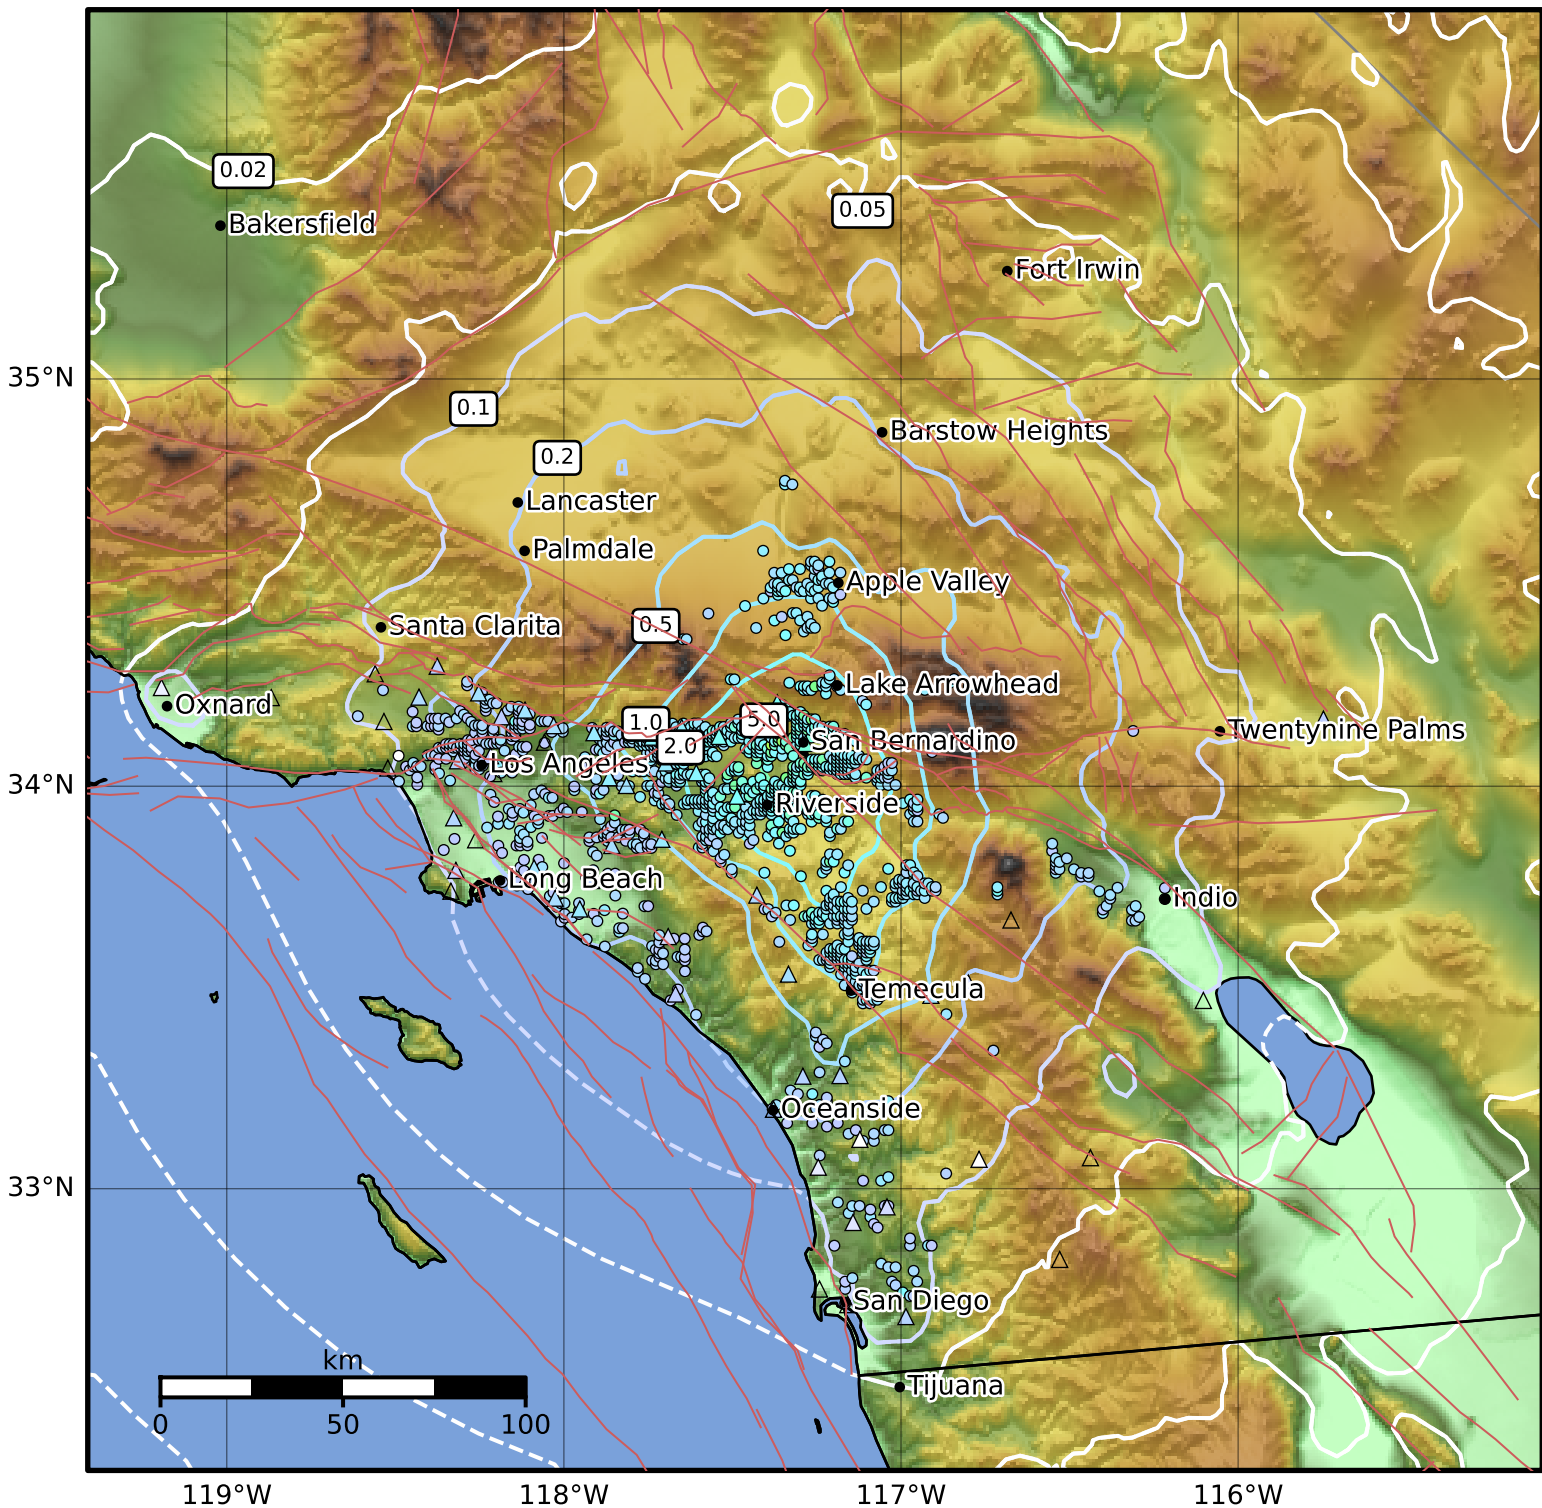 0.02
Bakersfield
0.05
Fort Irwin
35°N
0.1
Barstow Heights
0.2
Lancaster
Palmdale
Apple Valley
Santa Clarita
0.5
Lake Arrowhead
Oxnard
1.0
5.0
Twentynine Palms
2.0
San Bernardino
Los Angeles
34°N
Riverside
Long Beach
Indio
Temecula
Oceanside
33°N
San Diego
km
Tijuana
0 50 100
119°W 118°W 117°W 116°W